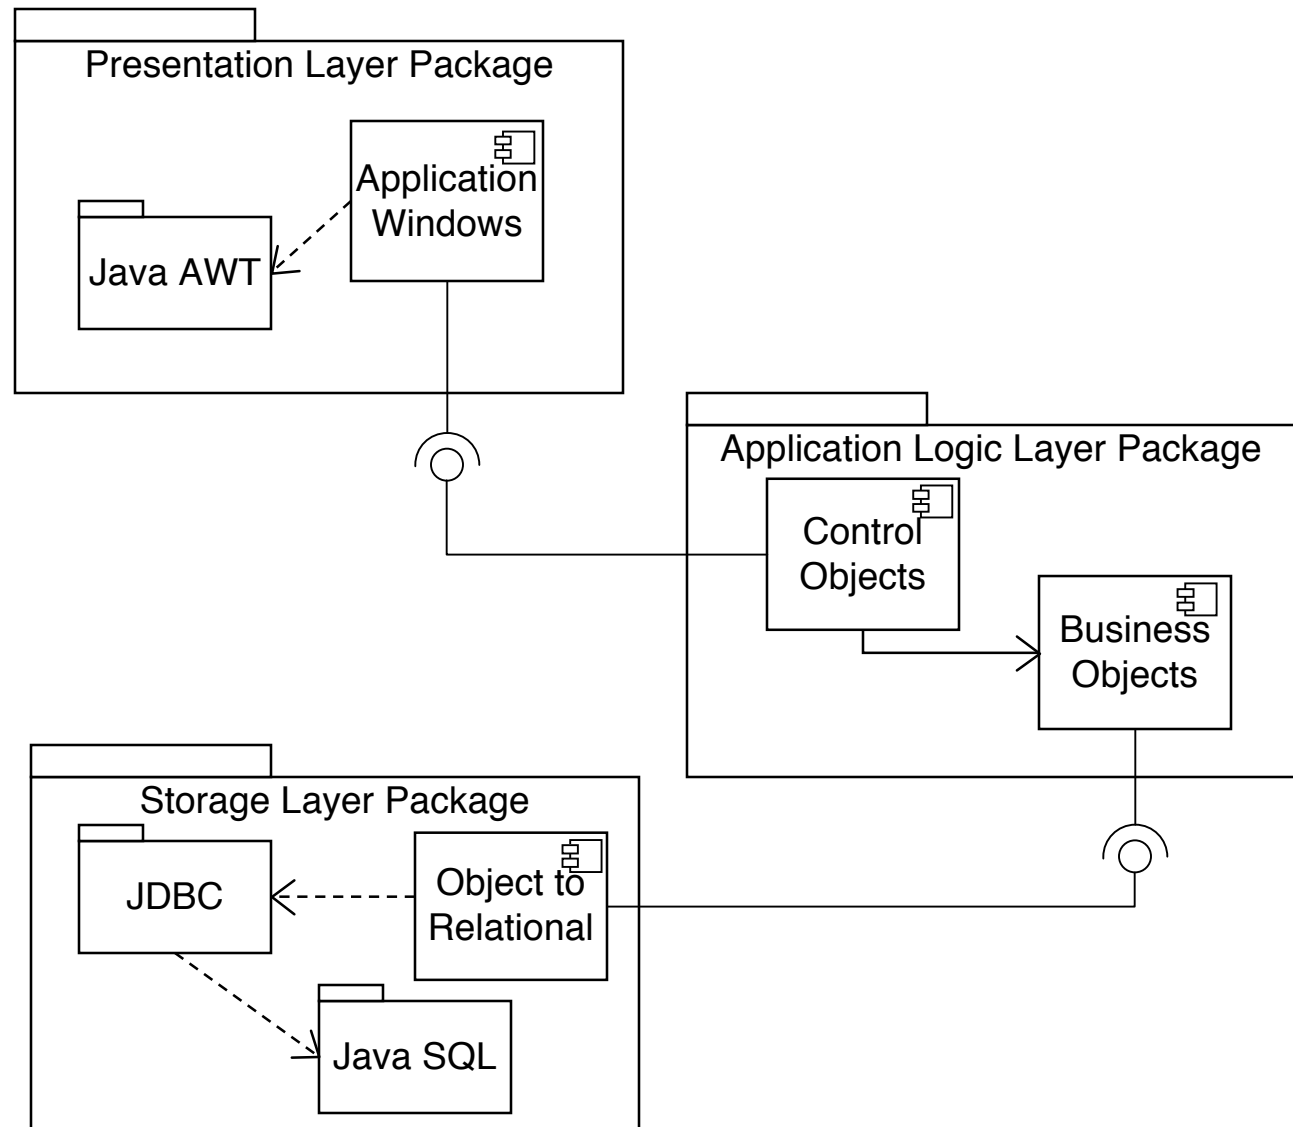 Presentation Layer Package
Application
Windows
Java AWT
Application Logic Layer Package
Control
Objects
Business
Objects
Storage Layer Package
JDBC
Object to
Relational
Java SQL